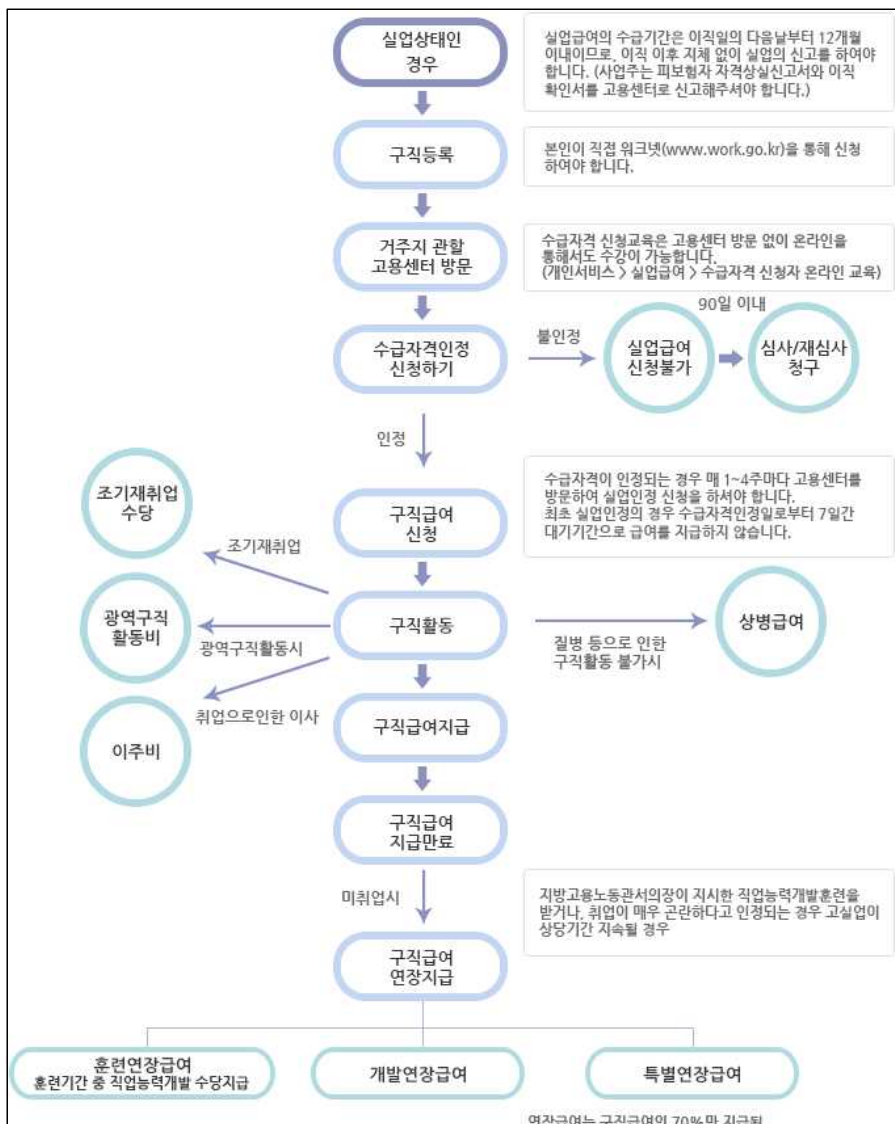 실업상태인
경우
실업급여의 수급기간은 이직일의 다음날부터 12개월
이내이므로, 이직 이후 지체 없이 실업의 신고를 하여야
합니다. (사업주는 피보험자 자격상실신고서와 이직
확인서를 고용센터로 신고해주셔야 합니다.)
구직등록
본인이 직접 워크넷(www.work.go.kr)을 통해 신청
하여야 합니다.
거주지 관할
고용센터 방문
수급자격 신청교육은 고용센터 방문 없이 온라인을
통해서도 수강이 가능합니다.
(개인서비스 > 실업급여 > 수급자격 신청자 온라인 교육)
90일 이내
수급자격인정
신청하기
불인정
실업급여
신청불가
심사/재심사
청구
인정
수급자격이 인정되는 경우 매 1~4주마다 고용센터를
방문하여 실업인정 신청을 하셔야 합니다.
최초 실업인정의 경우 수급자격인정일로부터 7일간
대기기간으로 급여를 지급하지 않습니다.
조기재취업
수당
구직급여
신청
조기재취업
광역구직
활동비
광역구직활동시
구직활동
질병 등으로 인한
구직활동 불가시
상병급여
취업으로인한 이사
이주비
구직급여지급
구직급여
지급만료
미취업시
지방고용노동관서의장이 지시한 직업능력개발훈련을
받거나, 취업이 매우 곤란하다고 인정되는 경우 고실업이
상당기간 지속될 경우
구직급여
연장지급
훈련연장급여
훈련기간 중 직업능력개발 수당지급
개발연장급여
특별연장급여
연장급여는 구직급여의 70%만 지급됨